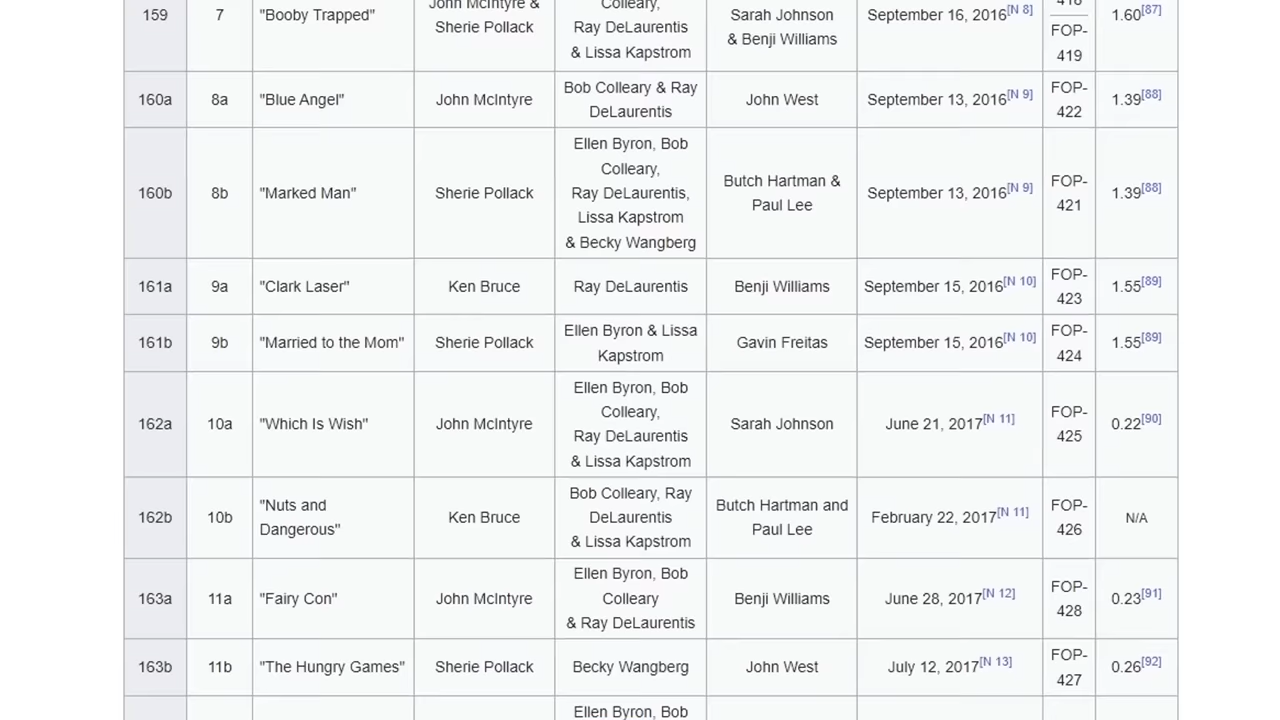 159 7 "Booby Trapped" John McIntyre & Sherie Pollack Colleary, Ray DeLaurentis & Lissa Kapstrom Sarah Johnson & Benji Williams September 16, 2016[N 8] 418 FOP-419 1.60[87]
160a 8a "Blue Angel" John McIntyre Bob Colleary & Ray DeLaurentis John West September 13, 2016[N 9] FOP-422 1.39[88]
160b 8b "Marked Man" Sherie Pollack Ellen Byron, Bob Colleary, Ray DeLaurentis, Lissa Kapstrom & Becky Wangberg Butch Hartman & Paul Lee September 13, 2016[N 9] FOP-421 1.39[88]
161a 9a "Clark Laser" Ken Bruce Ray DeLaurentis Benji Williams September 15, 2016[N 10] FOP-423 1.55[89]
161b 9b "Married to the Mom" Sherie Pollack Ellen Byron & Lissa Kapstrom Gavin Freitas September 15, 2016[N 10] FOP-424 1.55[89]
162a 10a "Which Is Wish" John McIntyre Ellen Byron, Bob Colleary, Ray DeLaurentis & Lissa Kapstrom Sarah Johnson June 21, 2017[N 11] FOP-425 0.22[90]
162b 10b "Nuts and Dangerous" Ken Bruce Bob Colleary, Ray DeLaurentis & Lissa Kapstrom Butch Hartman and Paul Lee February 22, 2017[N 11] FOP-426 N/A
163a 11a "Fairy Con" John McIntyre Ellen Byron, Bob Colleary & Ray DeLaurentis Benji Williams June 28, 2017[N 12] FOP-428 0.23[91]
163b 11b "The Hungry Games" Sherie Pollack Becky Wangberg John West July 12, 2017[N 13] FOP-427 0.26[92]
Ellen Byron, Bob